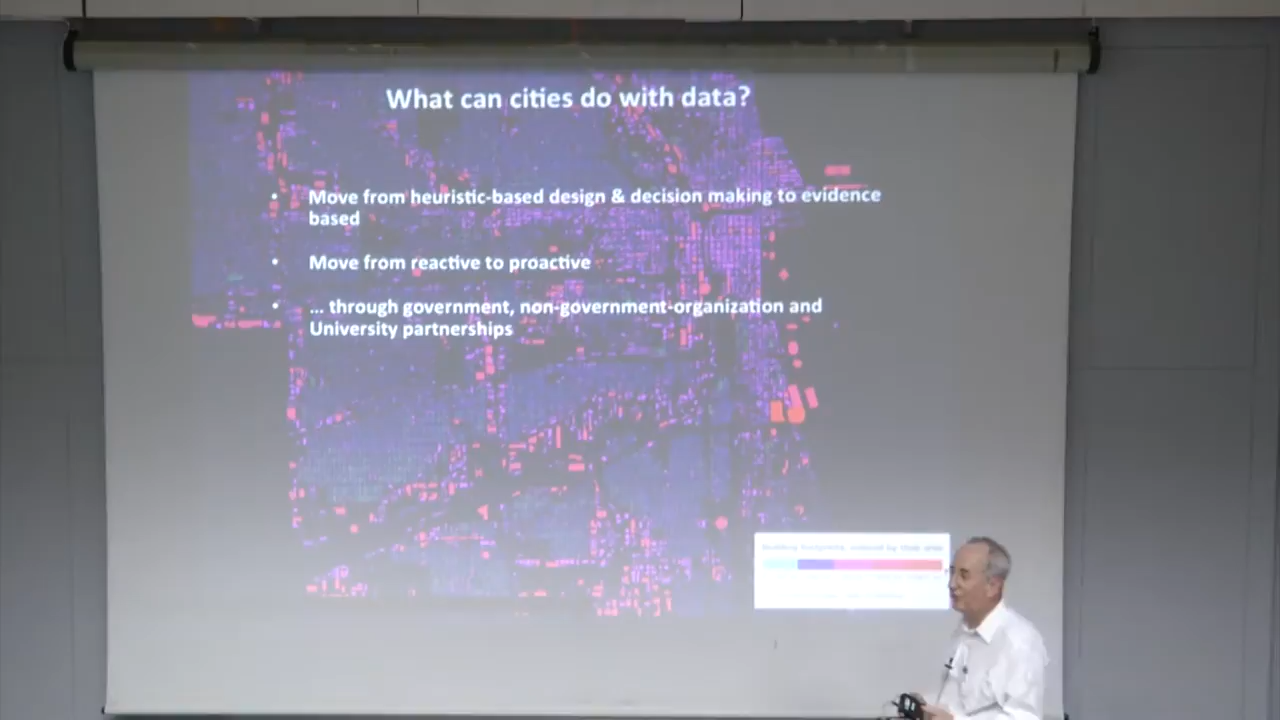 What can cities do with data?
• Move from heuristic-based design & decision making to evidence
based
• Move from reactive to proactive
• ... through government, non-government-organization and
University partnerships